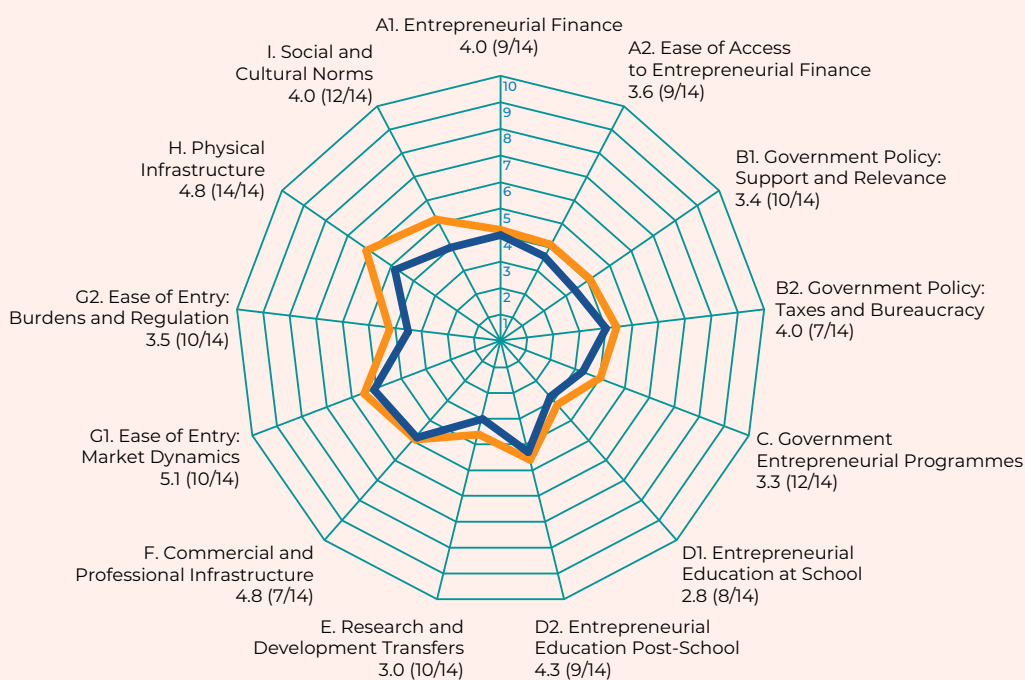 A1. Entrepreneurial Finance
4.0 (9/14)
A2. Ease of Access
to Entrepreneurial Finance
3.6 (9/14)
B1. Government Policy:
Support and Relevance
3.4 (10/14)
B2. Government Policy:
Taxes and Bureaucracy
4.0 (7/14)
C. Government
Entrepreneurial Programmes
3.3 (12/14)
D1. Entrepreneurial
Education at School
2.8 (8/14)
D2. Entrepreneurial
Education Post-School
4.3 (9/14)
E. Research and
Development Transfers
3.0 (10/14)
F. Commercial and
Professional Infrastructure
4.8 (7/14)
G1. Ease of Entry:
Market Dynamics
5.1 (10/14)
G2. Ease of Entry:
Burdens and Regulation
3.5 (10/14)
H. Physical
Infrastructure
4.8 (14/14)
I. Social and
Cultural Norms
4.0 (12/14)
10
9
8
7
6
5
4
3
2
1